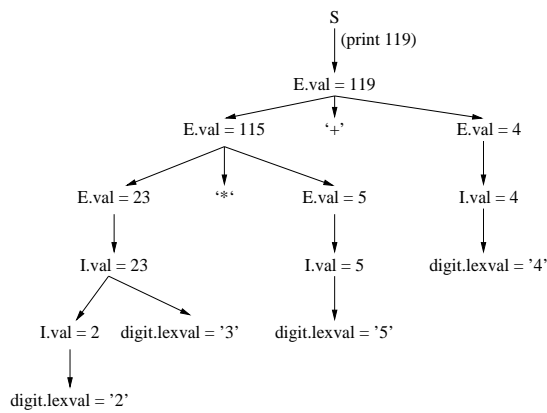 S
(print 119)
E.val = 119
E.val = 115 ‘+’ E.val = 4
E.val = 23 ‘*‘ E.val = 5 I.val = 4
I.val = 23 I.val = 5 digit.lexval = ’4’
I.val = 2 digit.lexval = ’3’ digit.lexval = ’5’
digit.lexval = ’2’